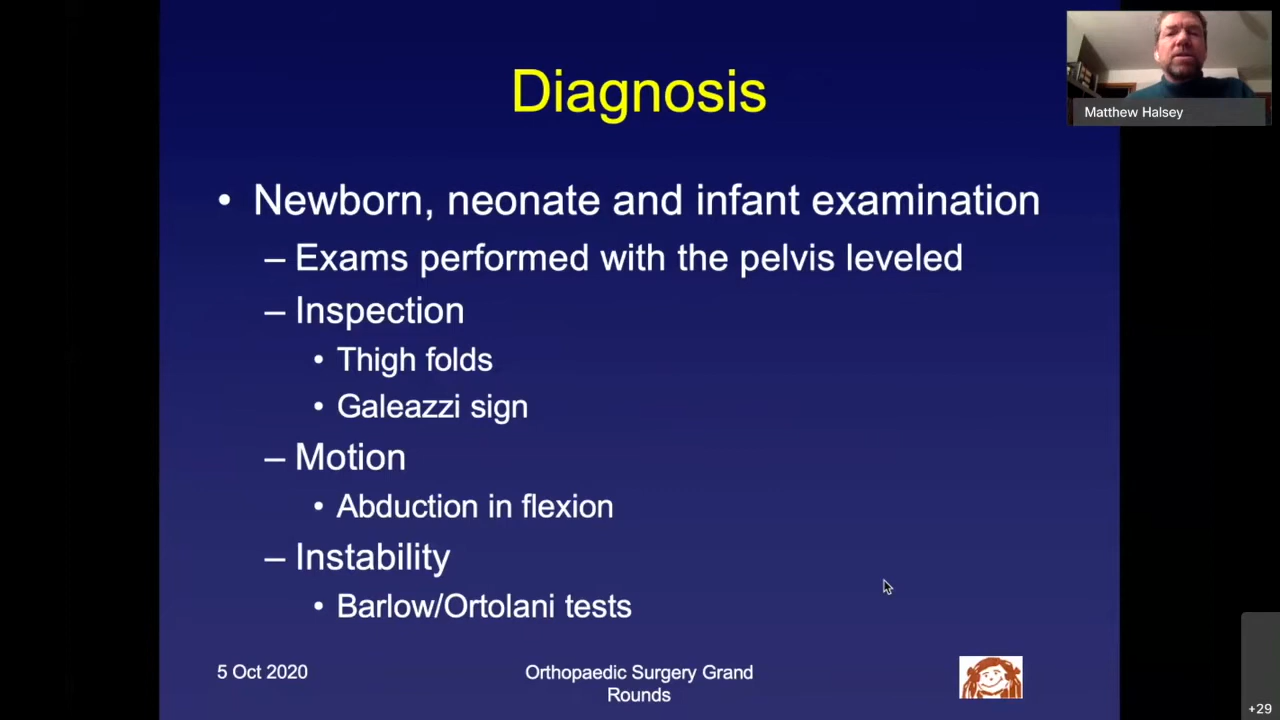 Diagnosis
Matthew Halsey
• Newborn, neonate and infant examination
– Exams performed with the pelvis leveled
– Inspection
• Thigh folds
• Galeazzi sign
– Motion
• Abduction in flexion
– Instability
• Barlow/Ortolani tests
5 Oct 2020
Orthopaedic Surgery Grand
Rounds
+29